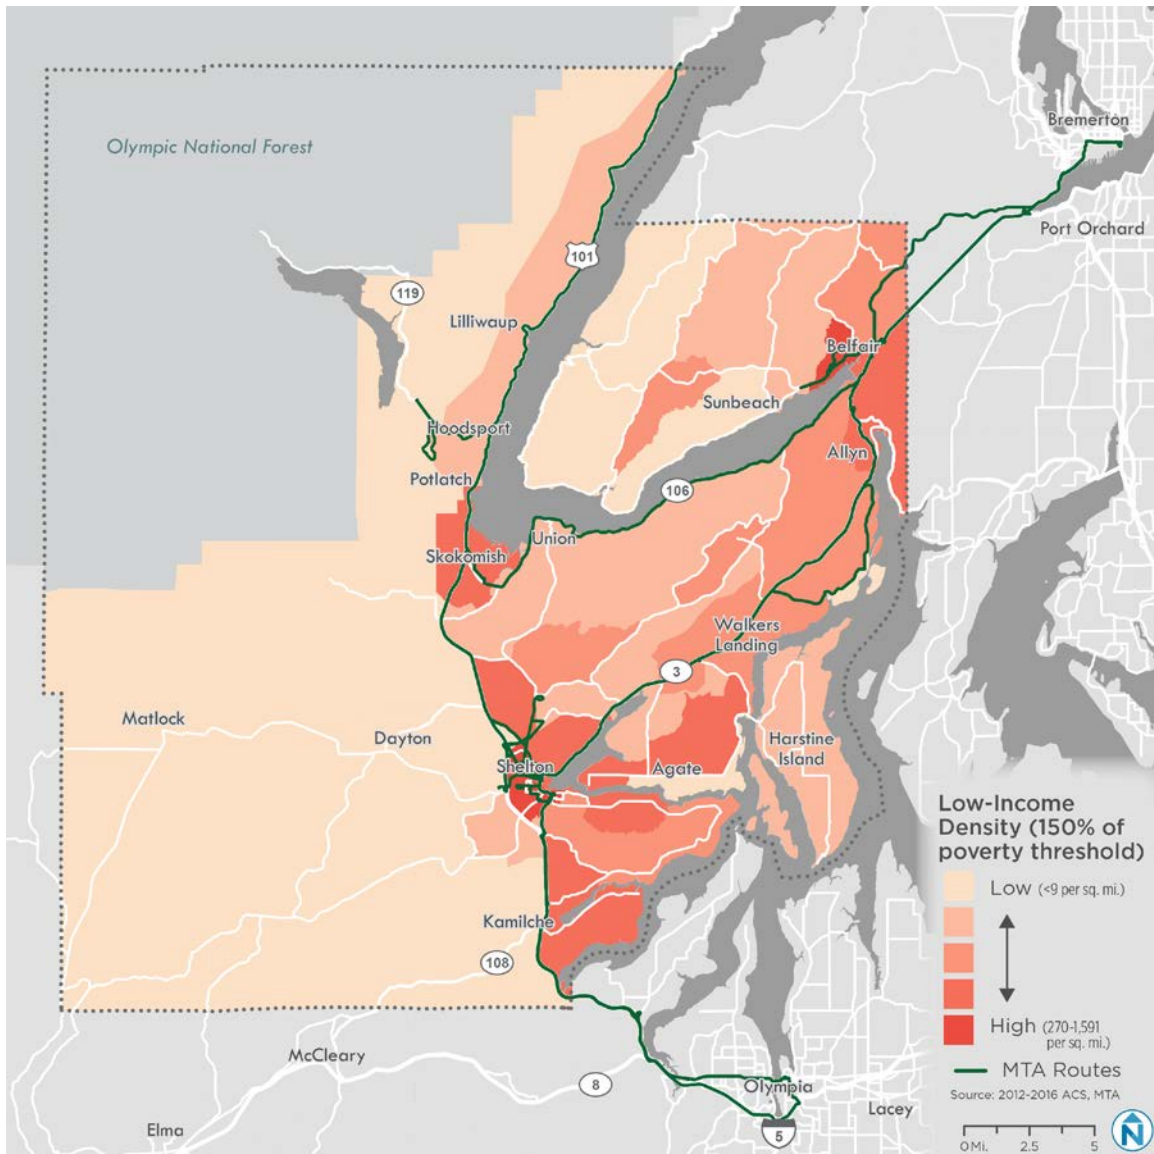 Bremerton
Olympic National Forest
Port Orchard
101
119
Lilliwaup
Belfair
Sunbeach
Hoodsport
Allyn
Potlatch
106
Union
Skokomish
Walkers
Landing
3
Matlock
Dayton
Harstine
Island
Shelton
Agate
Kamilche
108
McCleary
8
Olympia
Lacey
Elma
5
Low-Income
Density (150% of
poverty threshold)
Low (<9 per sq. mi.)
High (270-1,591
per sq. mi.)
MTA Routes
Source: 2012-2016 ACS, MTA
0 Mi. 2.5 5
N